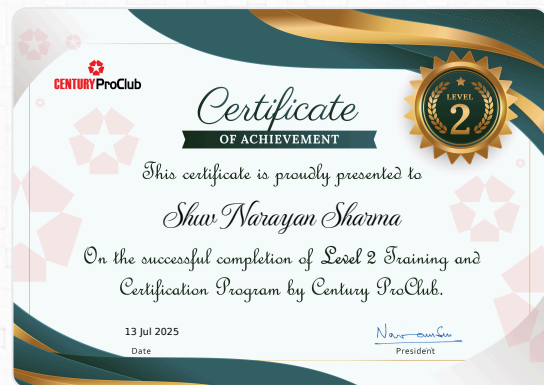 CENTURY ProClub
Certificate
OF ACHIEVEMENT
LEVEL
2
This certificate is proudly presented to
Shuv Narayan Sharma
On the successful completion of Level 2 Training and
Certification Program by Century ProClub.
13 Jul 2025
Date
President